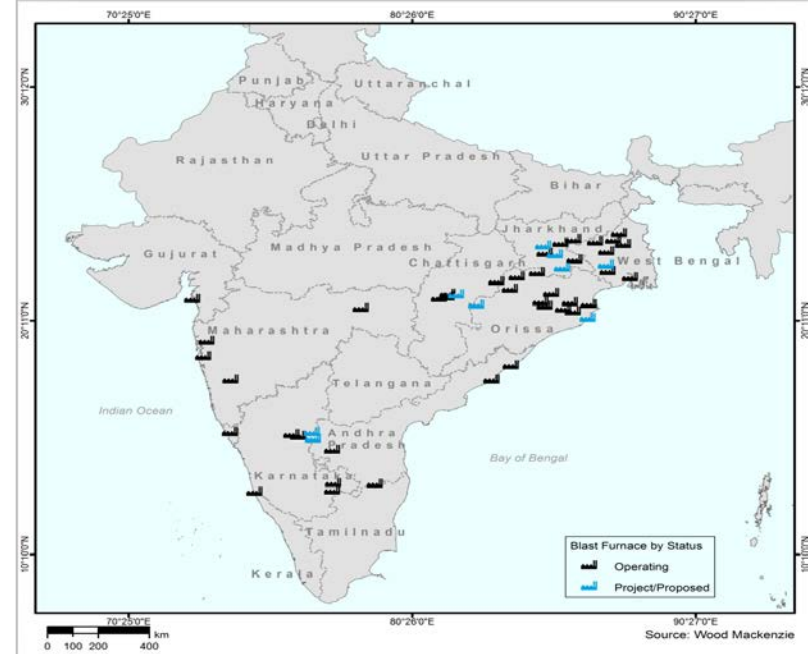 70°25'0"E 80°26'0"E 90°27'0"E
30°12'0"N 30°12'0"N
Punjab
Uttaranchal
Haryana
Delhi
Rajasthan
Uttar Pradesh
Bihar
Jharkhand
Gujurat
Madhya Pradesh
Chattisgarh
West Bengal
20°11'0"N 20°11'0"N
Maharashtra
Orissa
Telangana
Indian Ocean
Andhra
Pradesh
Bay of Bengal
Karnataka
Tamilnadu
Kerala
10°10'0"N 10°10'0"N
Blast Furnace by Status
Operating
Project/Proposed
70°25'0"E 80°26'0"E 90°27'0"E
km
0 100 200 400
Source: Wood Mackenzie